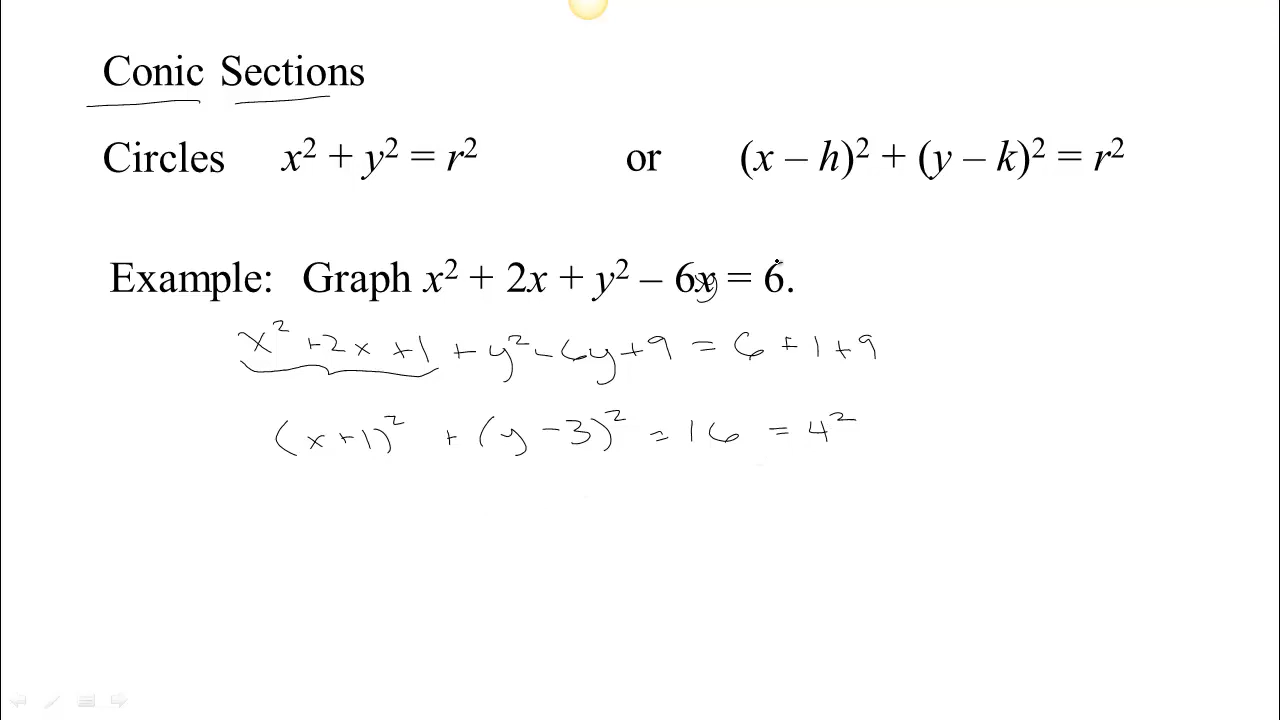 Conic Sections
Circles x² + y² = r² or (x – h)² + (y – k)² = r²
Example: Graph x² + 2x + y² – 6y = 6.
x² +2x +1 + y² - 6y + 9 = 6 + 1 + 9
(x+1)² + (y - 3)² = 16 = 4²